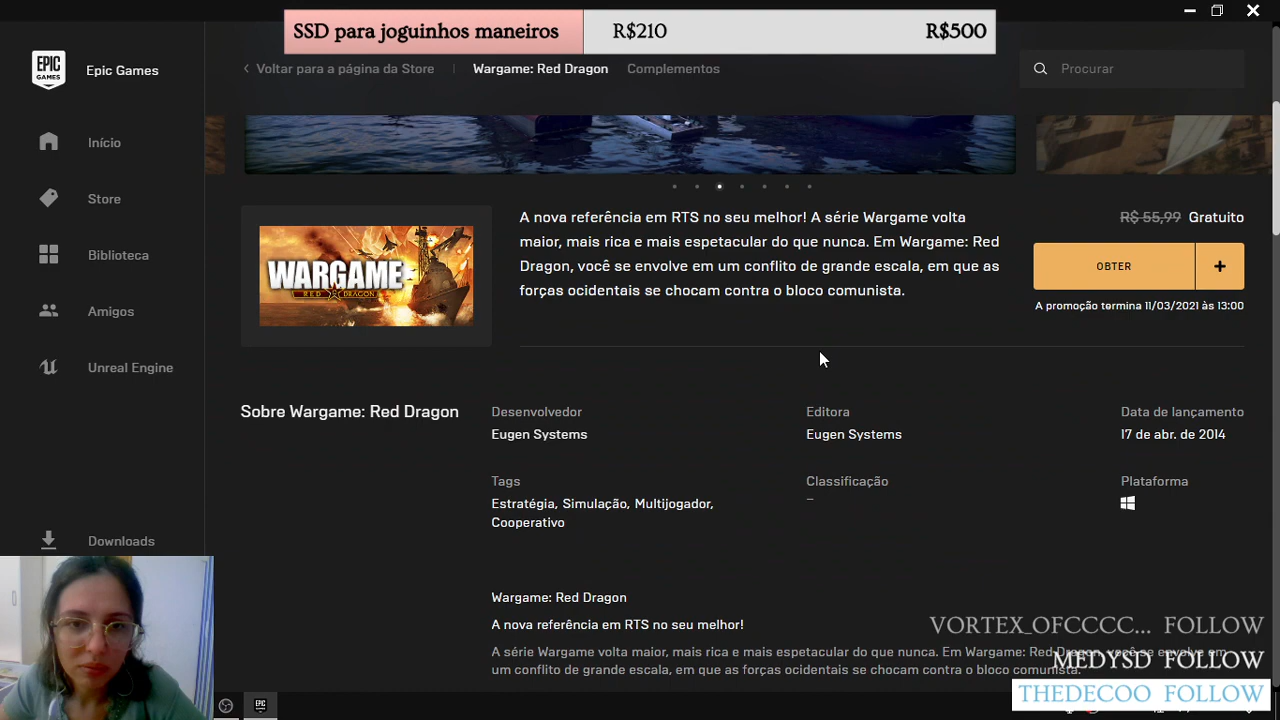 SSD para joguinhos maneiros R$210 R$500
EPIC GAMES Epic Games
Voltar para a página da Store Wargame: Red Dragon Complementos Procurar
Início
Store
Biblioteca
Amigos
Unreal Engine
Downloads
WARGAME
RED DRAGON
A nova referência em RTS no seu melhor! A série Wargame volta
maior, mais rica e mais espetacular do que nunca. Em Wargame: Red
Dragon, você se envolve em um conflito de grande escala, em que as
forças ocidentais se chocam contra o bloco comunista.
R$ 55,99 Gratuito
OBTER +
A promoção termina 11/03/2021 às 13:00
Sobre Wargame: Red Dragon
Desenvolvedor
Eugen Systems
Editora
Eugen Systems
Data de lançamento
17 de abr. de 2014
Tags
Estratégia, Simulação, Multijogador,
Cooperativo
Classificação
–
Plataforma
Wargame: Red Dragon
A nova referência em RTS no seu melhor!
A série Wargame volta maior, mais rica e mais espetacular do que nunca. Em Wargame: Red Dragon, você se envolve em
um conflito de grande escala, em que as forças ocidentais se chocam contra o bloco comunista.
VORTEX_OFCCCC... FOLLOW
MEDYSD FOLLOW
THEDECOO FOLLOW
EPIC